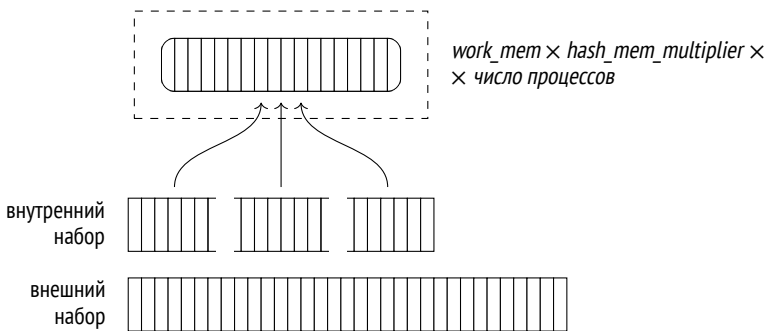 work_mem × hash_mem_multiplier ×
× число процессов
внутренний
набор
внешний
набор